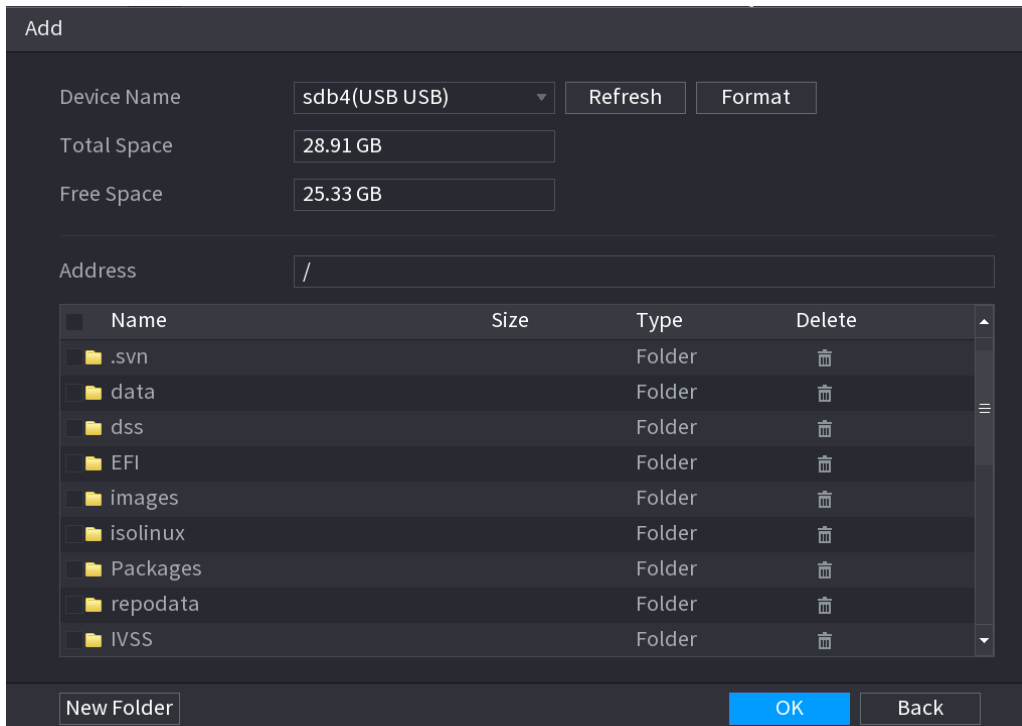 Add
Device Name sdb4(USB USB) Refresh Format
Total Space 28.91 GB
Free Space 25.33 GB
Address /
Name Size Type Delete
.svn Folder
data Folder
dss Folder
EFI Folder
images Folder
isolinux Folder
Packages Folder
repodata Folder
IVSS Folder
New Folder OK Back